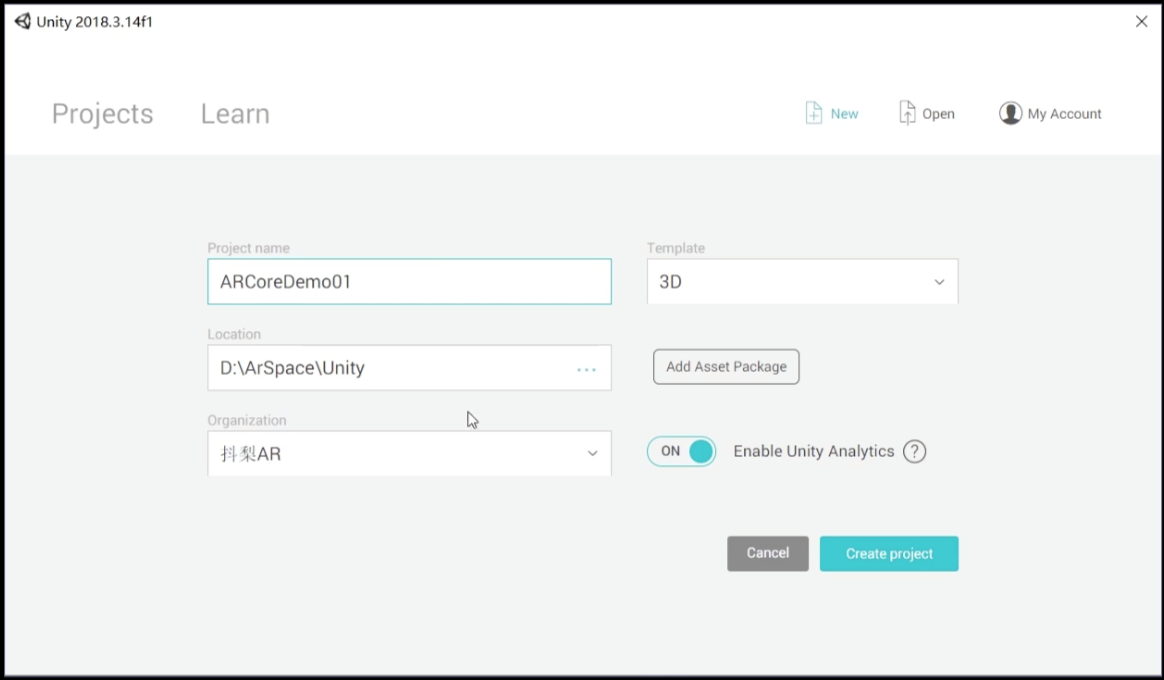 Unity 2018.3.14f1
Projects Learn New Open My Account
Project name Template
ARCoreDemo01 3D
Location
D:\ArSpace\Unity ... Add Asset Package
Organization
抖梨AR ON Enable Unity Analytics ?
Cancel Create project